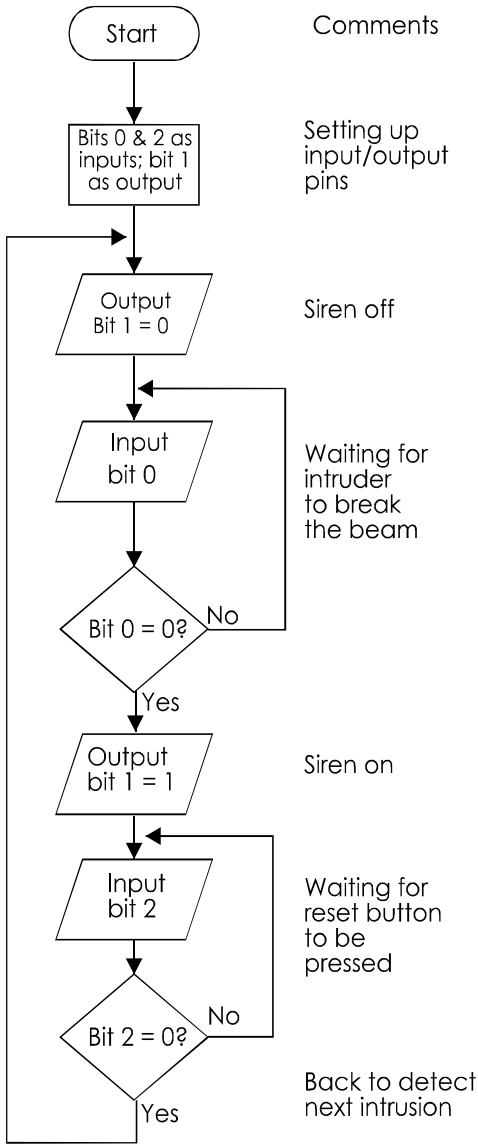 Start
Comments
Bits 0 & 2 as
inputs; bit 1
as output
Setting up
input/output
pins
Output
Bit 1 = 0
Siren off
Input
bit 0
Waiting for
intruder
to break
the beam
Bit 0 = 0?
No
Yes
Output
bit 1 = 1
Siren on
Input
bit 2
Waiting for
reset button
to be
pressed
Bit 2 = 0?
No
Yes
Back to detect
next intrusion